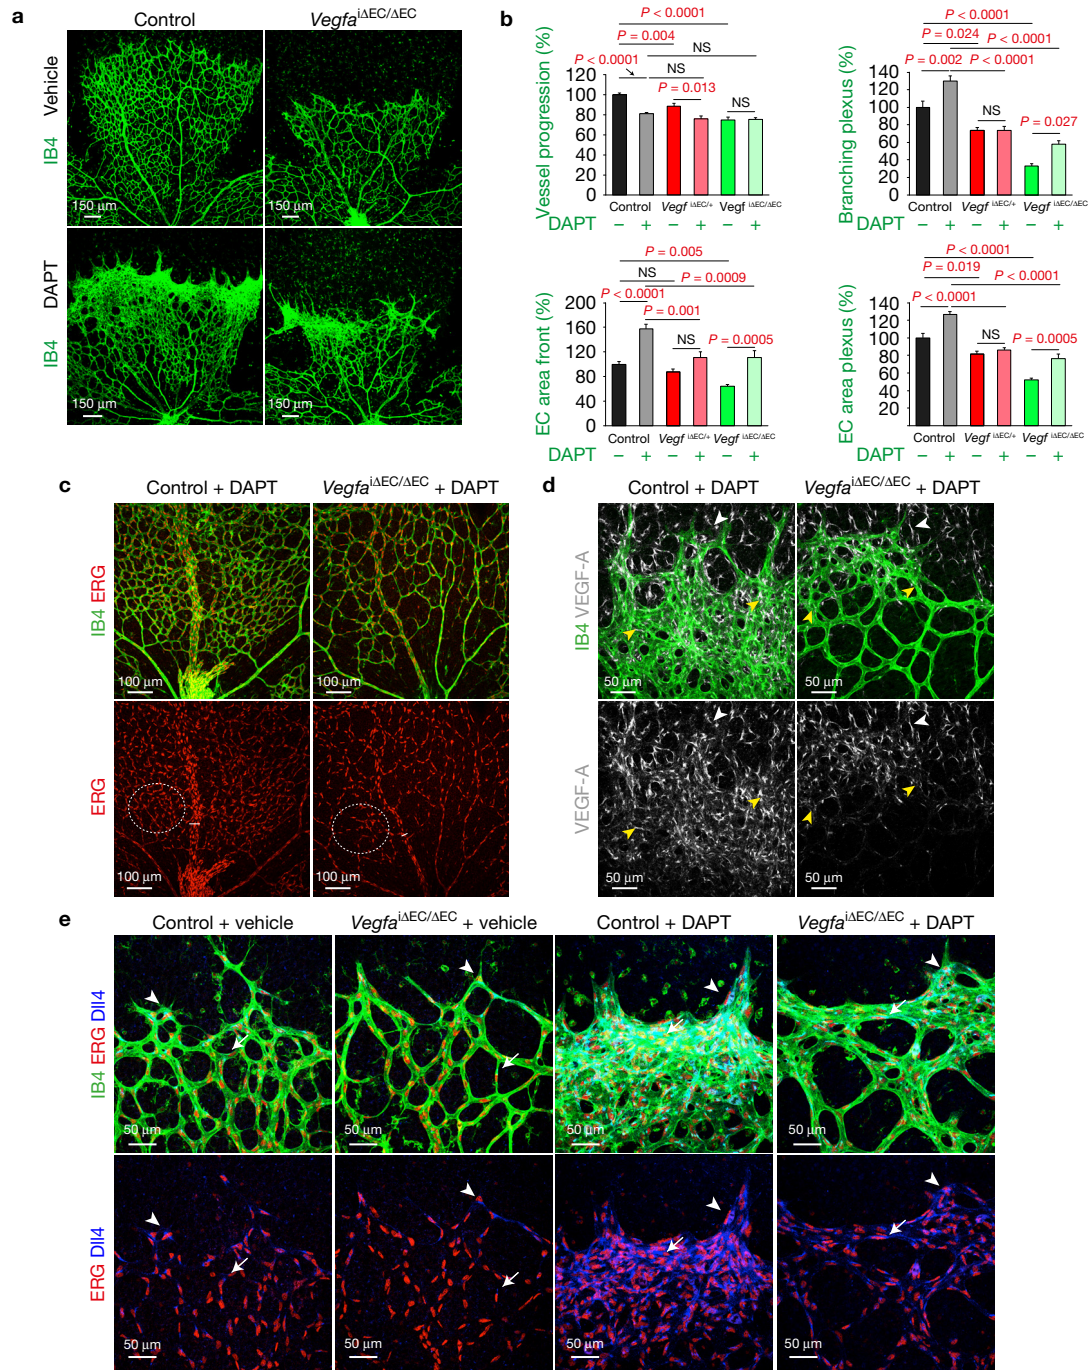 a
Control
Vegfa iΔEC/ΔEC
Vehicle
IB4
150 µm
150 µm
DAPT
IB4
150 µm
150 µm
b
P < 0.0001
P = 0.004
NS
P < 0.0001
NS
P = 0.013
NS
Vessel progression (%)
120
100
80
60
40
20
0
Control
Vegf iΔEC/+
Vegf iΔEC/ΔEC
DAPT
− + − + − +
P < 0.0001
P = 0.024
P < 0.0001
P = 0.002
P < 0.0001
NS
P = 0.027
Branching plexus (%)
140
120
100
80
60
40
20
0
Control
Vegf iΔEC/+
Vegf iΔEC/ΔEC
DAPT
− + − + − +
P = 0.005
NS
P = 0.0009
P < 0.0001
P = 0.001
NS
P = 0.0005
EC area front (%)
200
160
120
80
40
0
Control
Vegf iΔEC/+
Vegf iΔEC/ΔEC
DAPT
− + − + − +
P < 0.0001
P = 0.019
P < 0.0001
P < 0.0001
NS
P = 0.0005
EC area plexus (%)
140
120
100
80
60
40
20
Control
Vegf iΔEC/+
Vegf iΔEC/ΔEC
DAPT
− + − + − +
c
Control + DAPT
Vegfa iΔEC/ΔEC + DAPT
IB4 ERG
100 µm
100 µm
ERG
100 µm
100 µm
d
Control + DAPT
Vegfa iΔEC/ΔEC + DAPT
IB4 VEGF-A
50 µm
50 µm
VEGF-A
50 µm
50 µm
e
Control + vehicle
Vegfa iΔEC/ΔEC + vehicle
Control + DAPT
Vegfa iΔEC/ΔEC + DAPT
IB4 ERG Dll4
50 µm
50 µm
50 µm
50 µm
ERG Dll4
50 µm
50 µm
50 µm
50 µm